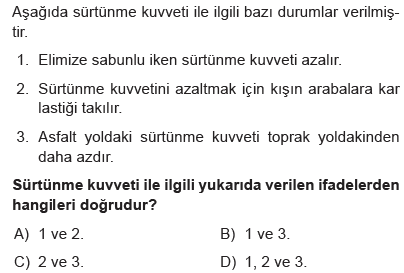 Aşağıda sürtünme kuvveti ile ilgili bazı durumlar verilmiş-
tir.
1. Elimize sabunlu iken sürtünme kuvveti azalır.
2. Sürtünme kuvvetini azaltmak için kışın arabalara kar
lastiği takılır.
3. Asfalt yoldaki sürtünme kuvveti toprak yoldakinden
daha azdır.
Sürtünme kuvveti ile ilgili yukarıda verilen ifadelerden
hangileri doğrudur?
A) 1 ve 2. B) 1 ve 3.
C) 2 ve 3. D) 1, 2 ve 3.